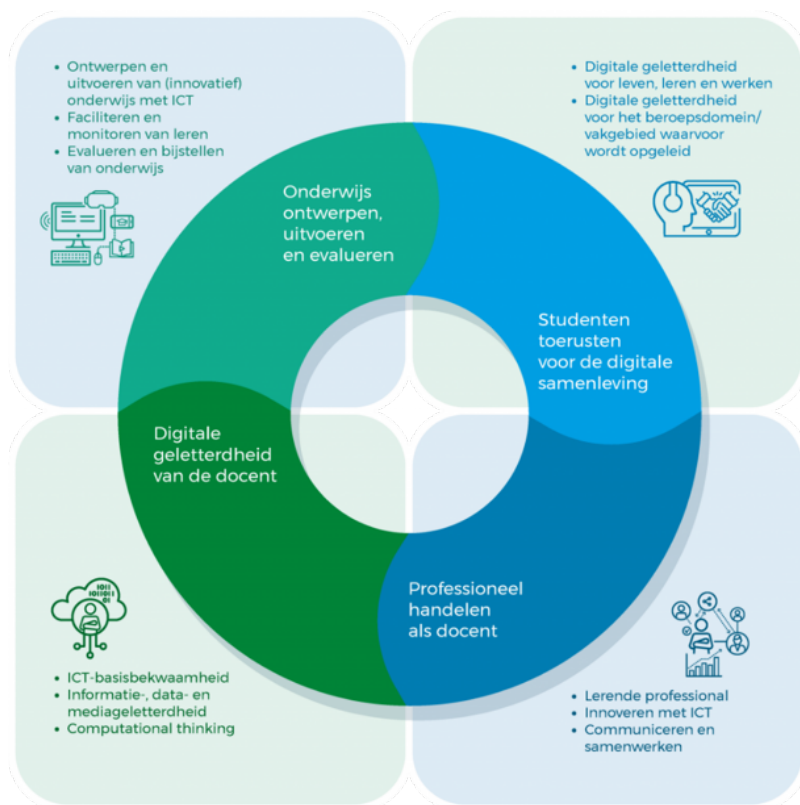 • Ontwerpen en
uitvoeren van (innovatief)
onderwijs met ICT
• Faciliteren en
monitoren van leren
• Evalueren en bijstellen
van onderwijs
• Digitale geletterdheid
voor leven, leren en werken
• Digitale geletterdheid
voor het beroepsdomein/
vakgebied waarvoor
wordt opgeleid
Onderwijs
ontwerpen,
uitvoeren
en evalueren
Studenten
toerusten
voor de digitale
samenleving
Digitale
geletterdheid
van de docent
Professioneel
handelen
als docent
• ICT-basisbekwaamheid
• Informatie-, data- en
mediageletterdheid
• Computational thinking
• Lerende professional
• Innoveren met ICT
• Communiceren en
samenwerken